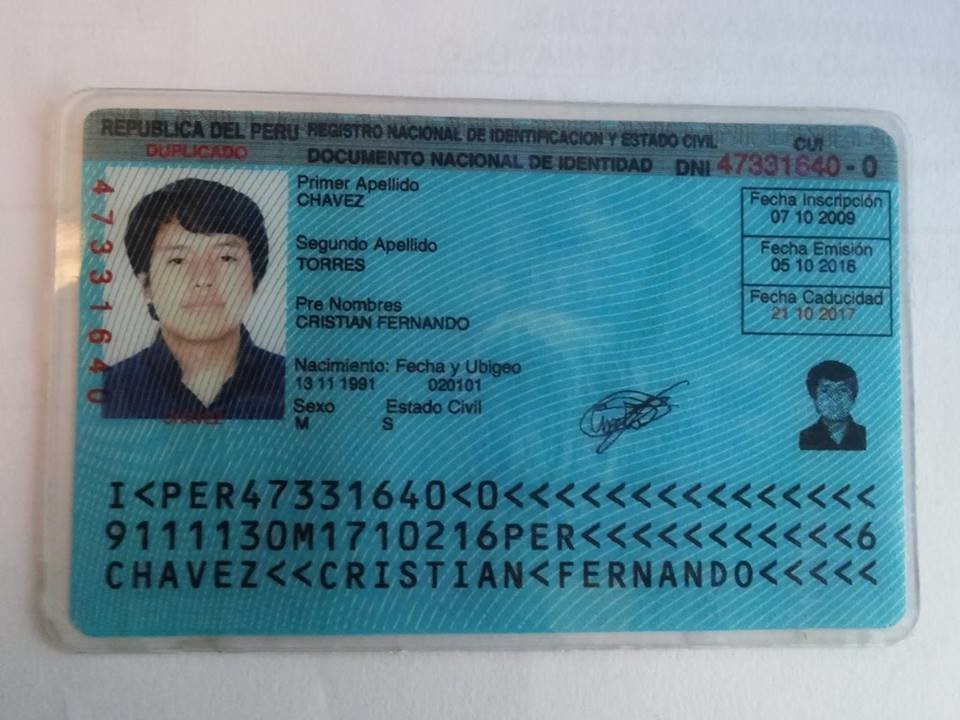 REPUBLICA DEL PERU REGISTRO NACIONAL DE IDENTIFICACION Y ESTADO CIVIL
CUI
DUPLICADO
DOCUMENTO NACIONAL DE IDENTIDAD DNI 47331640 - 0
47331640
Primer Apellido
CHAVEZ
Segundo Apellido
TORRES
Pre Nombres
CRISTIAN FERNANDO
Nacimiento: Fecha y Ubigeo
13 11 1991 020101
Sexo Estado Civil
M S
Fecha Inscripción
07 10 2009
Fecha Emisión
05 10 2016
Fecha Caducidad
21 10 2017
CHAVEZ
I<PER47331640<0<<<<<<<<<<<<<<<
9111130M1710216PER<<<<<<<<<<<6
CHAVEZ<<CRISTIAN<FERNANDO<<<<<